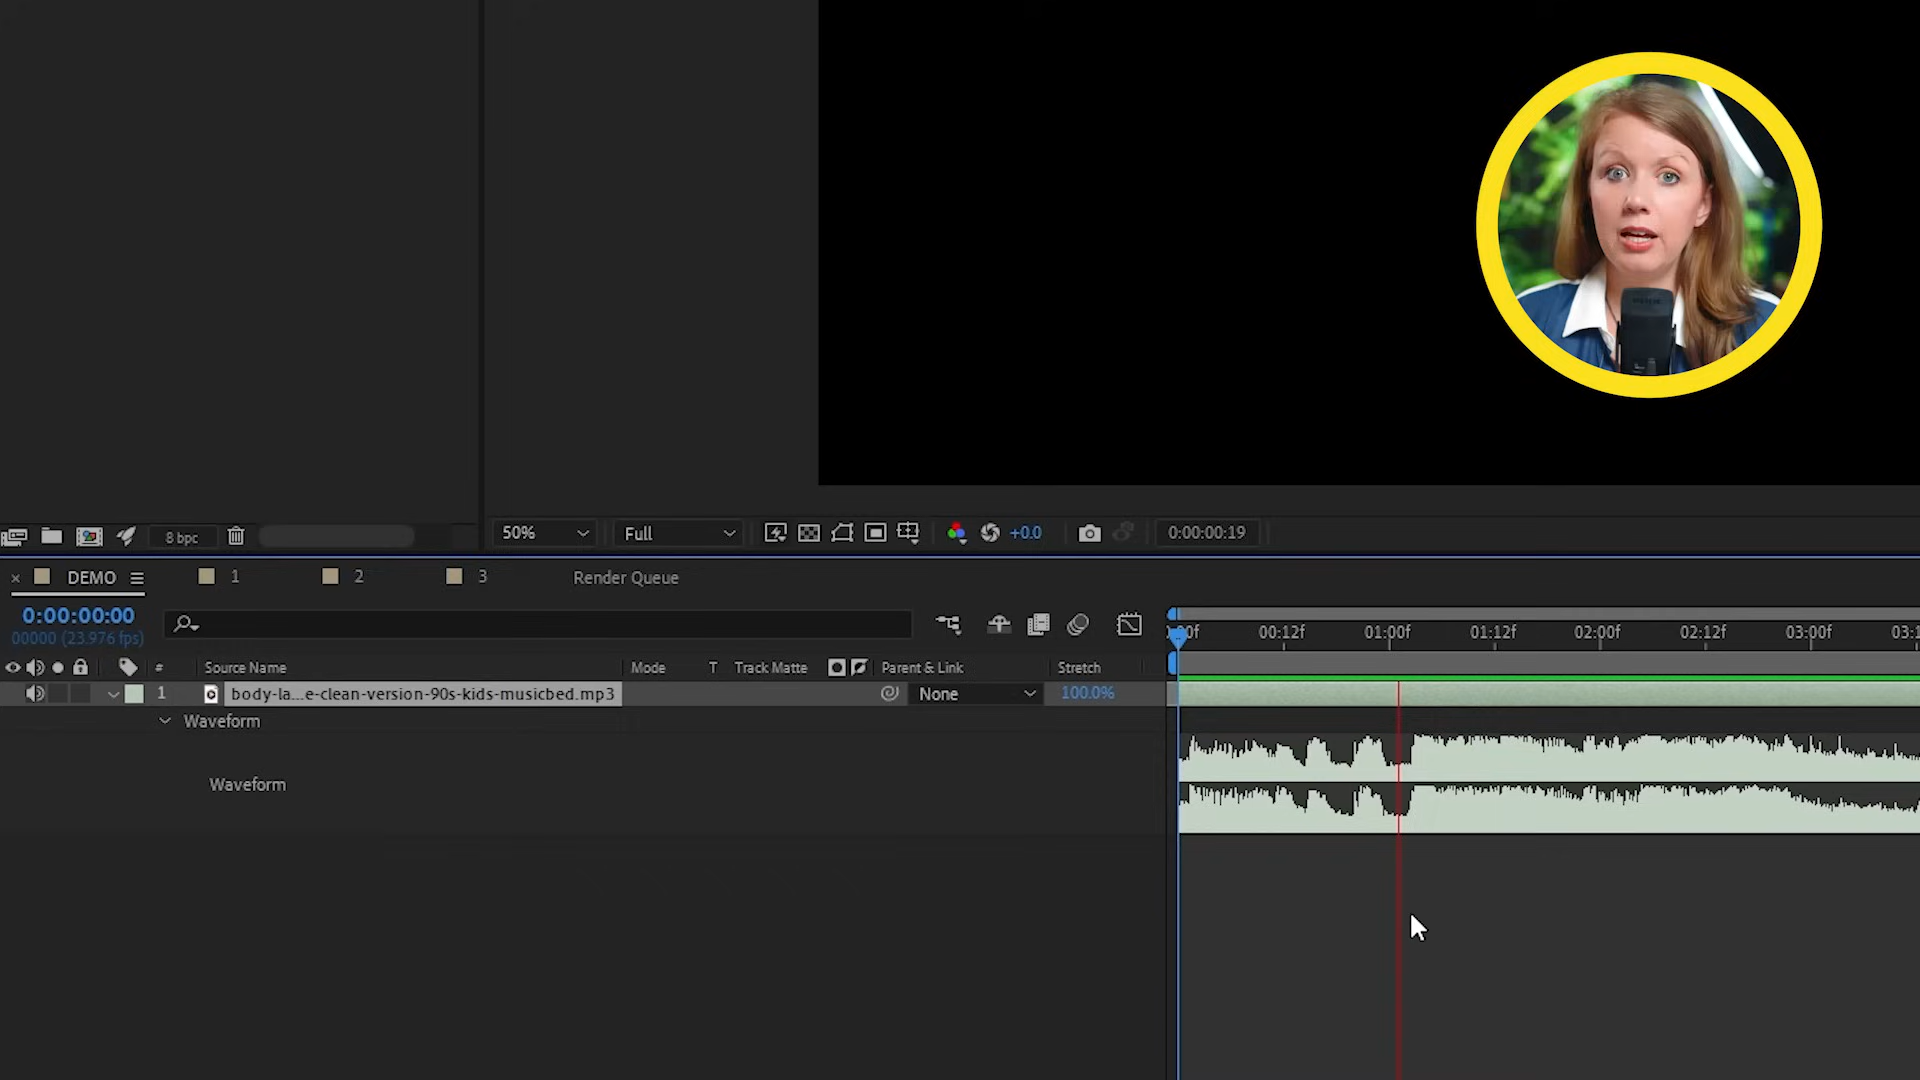 8 bpc
50%
Full
+0.0
0:00:00:19
DEMO
1
2
3
Render Queue
0:00:00:00
00000 (23.976 fps)
00f
00:12f
01:00f
01:12f
02:00f
02:12f
03:00f
03:1
#
Source Name
Mode
T
Track Matte
Parent & Link
Stretch
1
body-la...e-clean-version-90s-kids-musicbed.mp3
None
100.0%
Waveform
Waveform